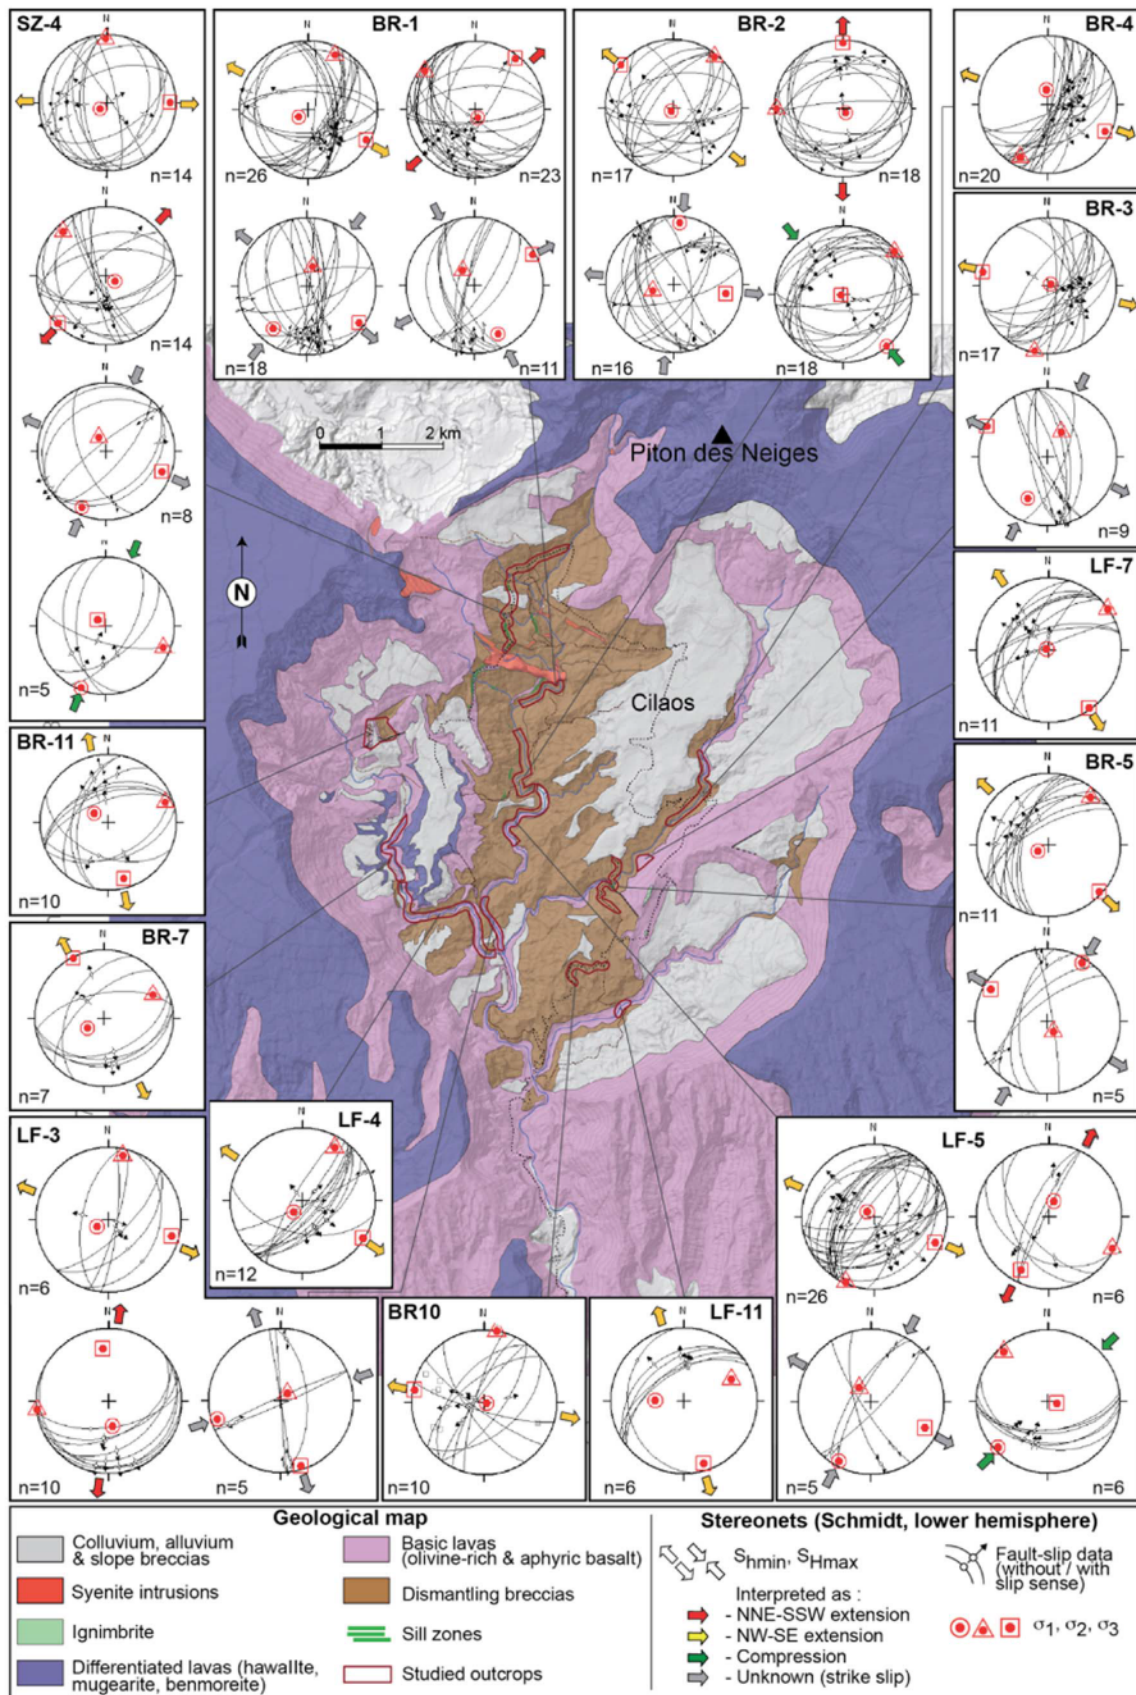 SZ-4
N
n=14
n=14
N
n=8
N
n=5
BR-1
N
N
n=26
n=23
N
N
n=18
n=11
BR-2
N
N
n=17
n=18
N
N
n=16
n=18
BR-4
N
n=20
BR-3
N
n=17
N
n=9
LF-7
N
n=11
BR-5
N
n=11
N
n=5
0 1 2 km
Piton des Neiges
N
Cilaos
BR-11
N
n=10
BR-7
N
n=7
LF-3
N
n=6
N
N
n=10
n=5
LF-4
N
n=12
BR10
N
n=10
LF-11
N
n=6
LF-5
N
N
n=26
n=6
N
N
n=5
n=6
Geological map
Colluvium, alluvium
& slope breccias
Syenite intrusions
Ignimbrite
Differentiated lavas (hawaIIte,
mugearite, benmoreite)
Basic lavas
(olivine-rich & aphyric basalt)
Dismantling breccias
Sill zones
Studied outcrops
Stereonets (Schmidt, lower hemisphere)
Shmin, SHmax
Interpreted as :
- NNE-SSW extension
- NW-SE extension
- Compression
- Unknown (strike slip)
Fault-slip data
(without / with
slip sense)
σ1, σ2, σ3